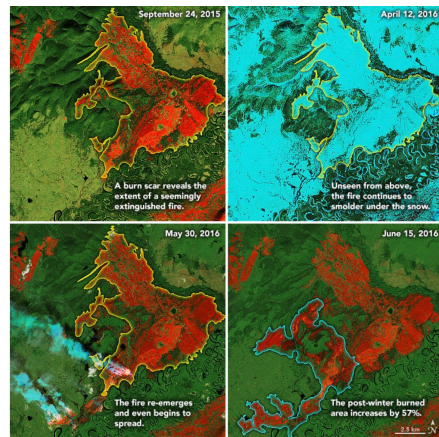 September 24, 2015
A burn scar reveals the
extent of a seemingly
extinguished fire.
April 12, 2016
Unseen from above,
the fire continues to
smolder under the snow.
May 30, 2016
The fire re-emerges
and even begins to
spread.
June 15, 2016
The post-winter burned
area increases by 57%.
2.5 km
N